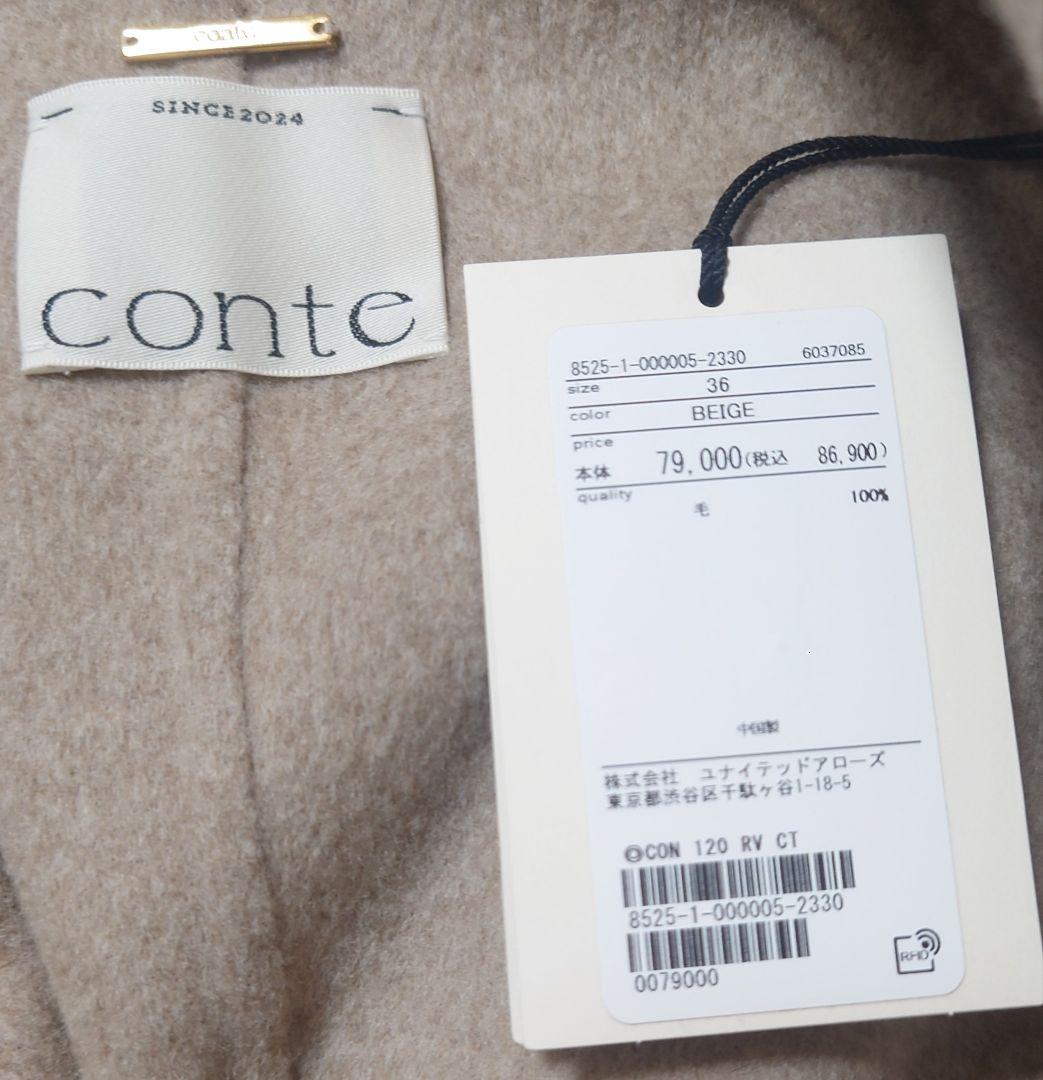 conte
SINCE2024
conte
8525-1-000005-2330 6037085
size 36
color BEIGE
price
本体 79,000(税込 86,900)
quality
毛 100%
中国製
株式会社 ユナイテッドアローズ
東京都渋谷区千駄ヶ谷1-18-5
@CON 120 RV CT
8525-1-000005-2330
0079000
RFID